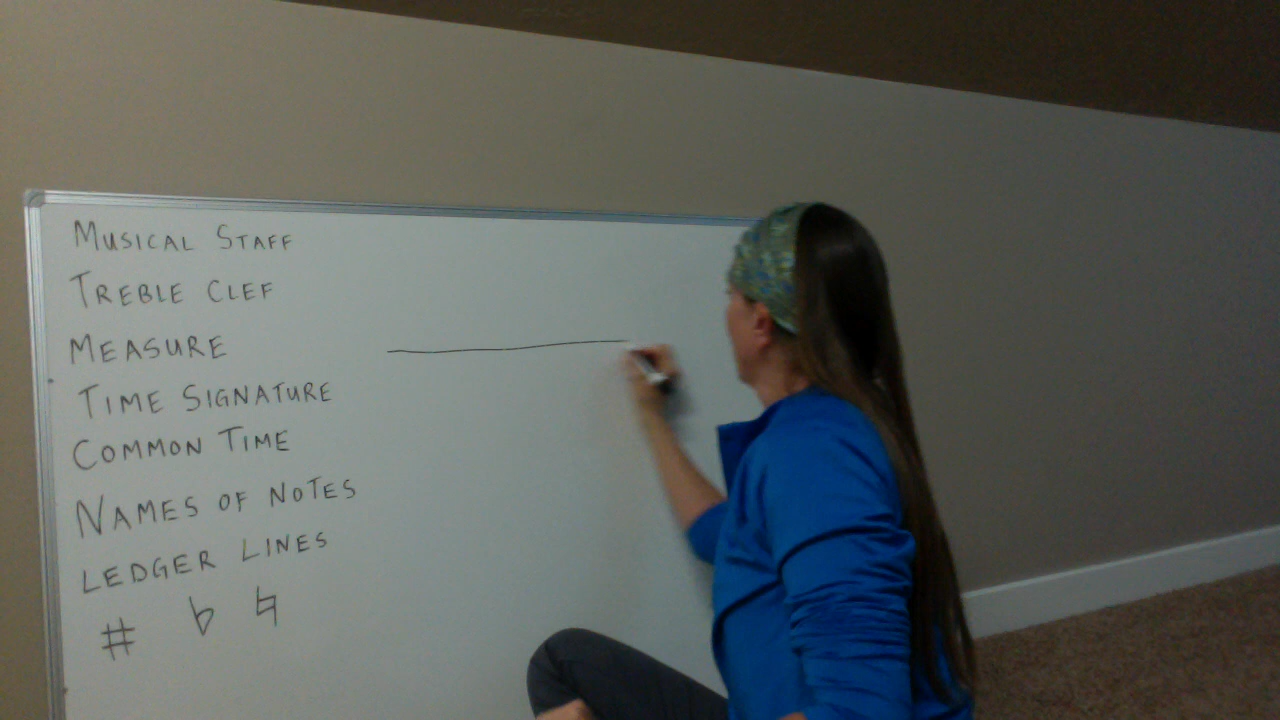 MUSICAL STAFF
TREBLE CLEF
MEASURE
TIME SIGNATURE
COMMON TIME
NAMES OF NOTES
LEDGER LINES
# ♭ ♮